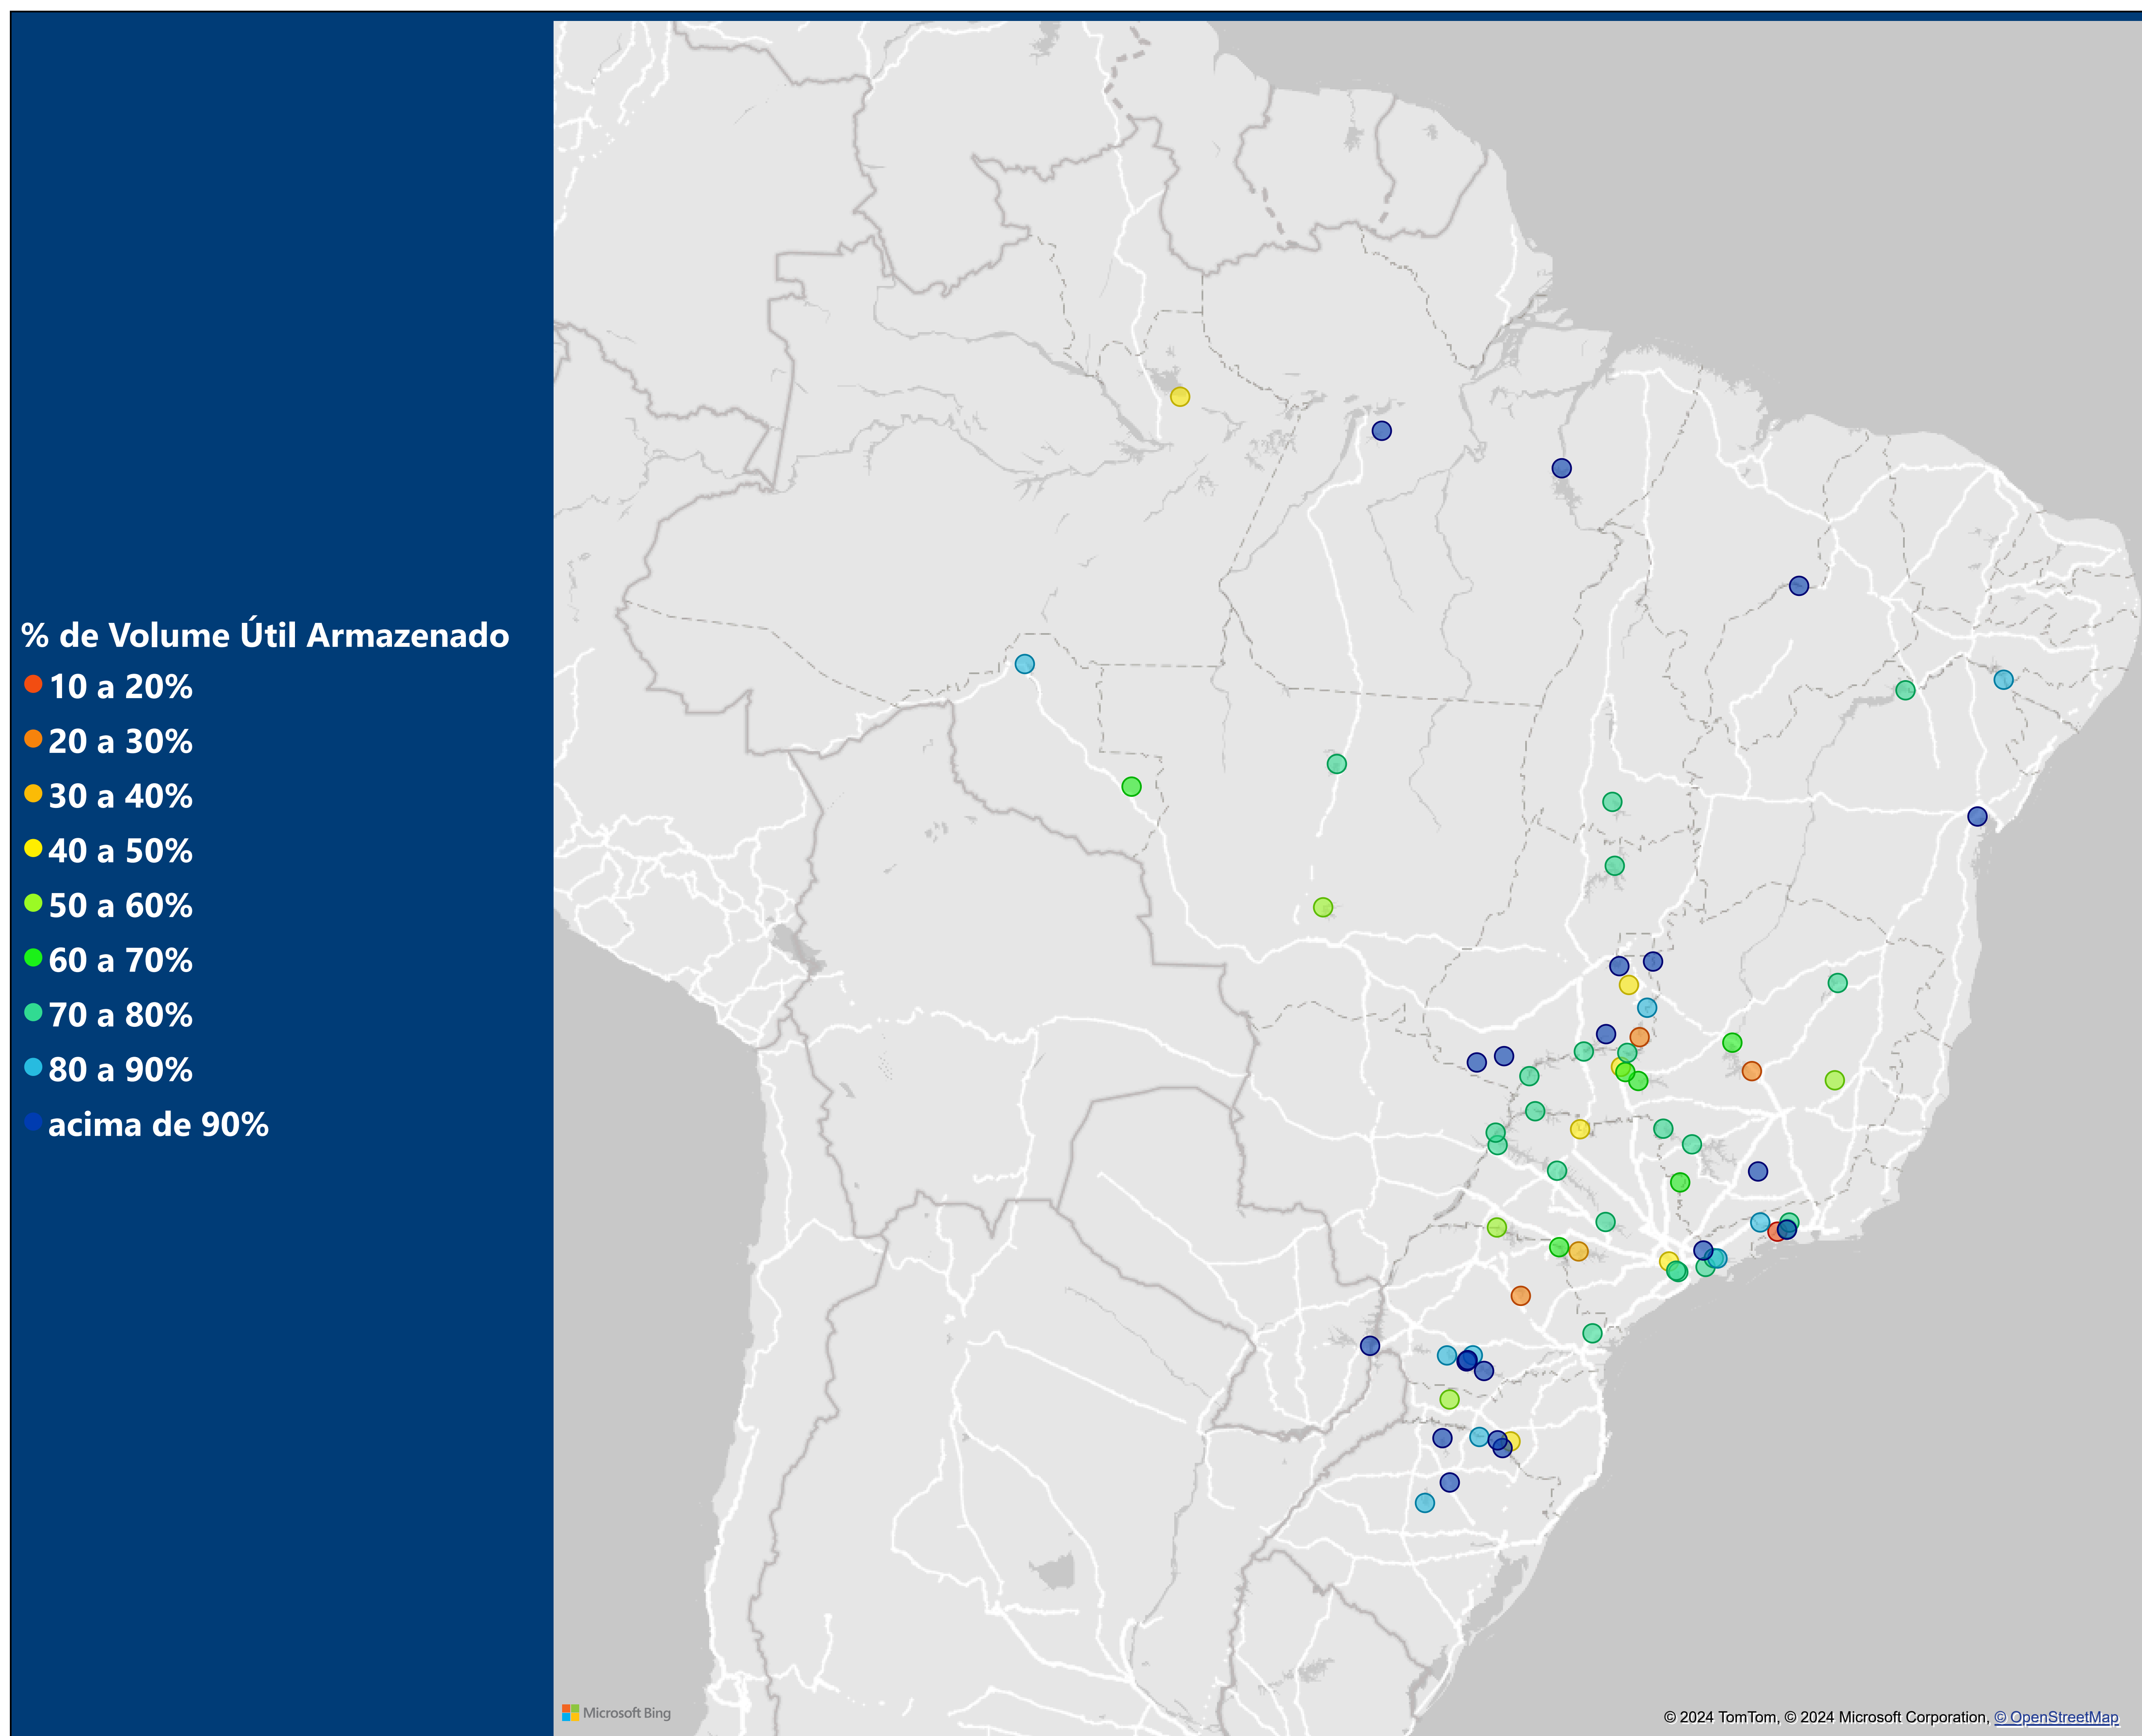 % de Volume Útil Armazenado
10 a 20%
20 a 30%
30 a 40%
40 a 50%
50 a 60%
60 a 70%
70 a 80%
80 a 90%
acima de 90%
Microsoft Bing
© 2024 TomTom, © 2024 Microsoft Corporation, © OpenStreetMap